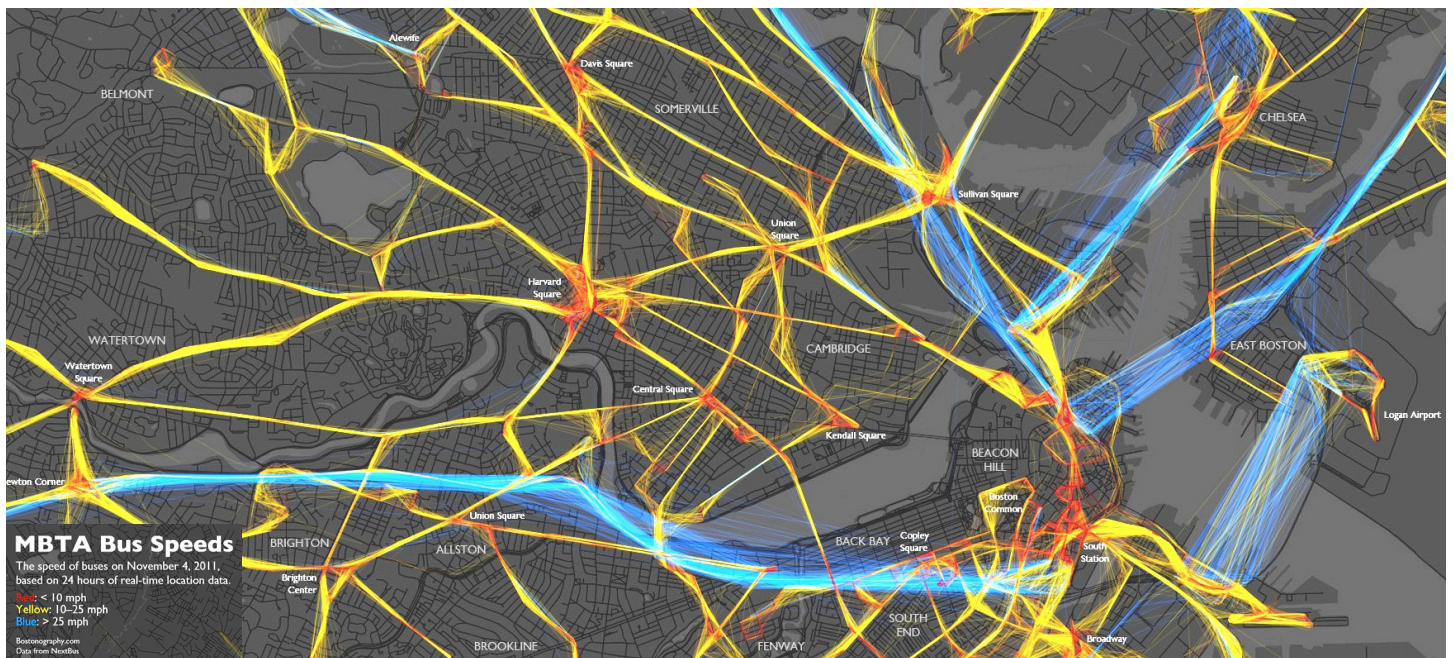 Alewife
Davis Square
BELMONT
SOMERVILLE
CHELSEA
Sullivan Square
Union
Square
Harvard
Square
WATERTOWN
CAMBRIDGE
EAST BOSTON
Watertown
Square
Central Square
Logan Airport
Kendall Square
BEACON
HILL
ewton Corner
Boston
Common
Union Square
BRIGHTON
ALLSTON
BACK BAY
Copley
Square
South
Station
Brighton
Center
SOUTH
END
BROOKLINE
FENWAY
Broadway
MBTA Bus Speeds
The speed of buses on November 4, 2011,
based on 24 hours of real-time location data.
Red: < 10 mph
Yellow: 10–25 mph
Blue: > 25 mph
Bostonography.com
Data from NextBus